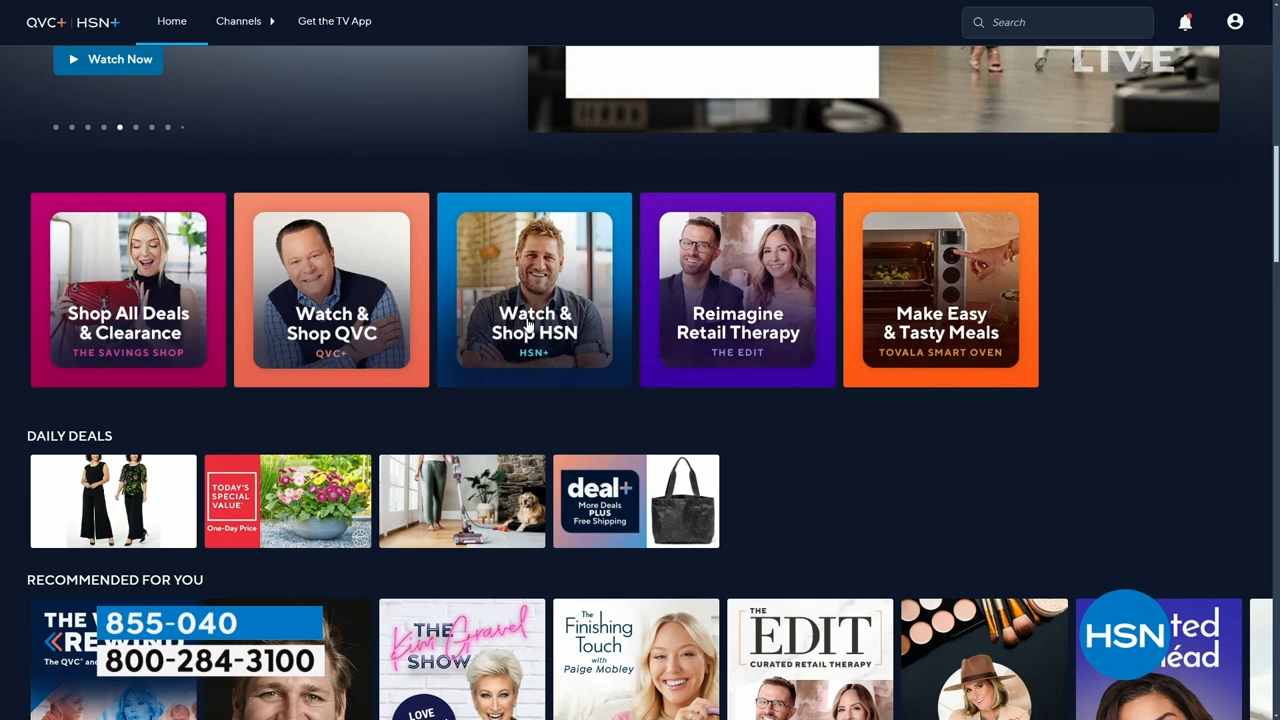 QVC+ | HSN+
Home
Channels
Get the TV App
Search
Watch Now
LIVE
Shop All Deals
& Clearance
THE SAVINGS SHOP
Watch &
Shop QVC
QVC+
Watch &
Shop HSN
HSN+
Reimagine
Retail Therapy
THE EDIT
Make Easy
& Tasty Meals
TOVALA SMART OVEN
DAILY DEALS
TODAY'S
SPECIAL
VALUE
One-Day Price
deal+
More Deals
PLUS
Free Shipping
RECOMMENDED FOR YOU
THE
The QVC
855-040
800-284-3100
THE
Kim Gravel
SHOW
LOVE
The
Finishing
Touch
with
Paige Mobley
THE
EDIT
CURATED RETAIL THERAPY
HSN